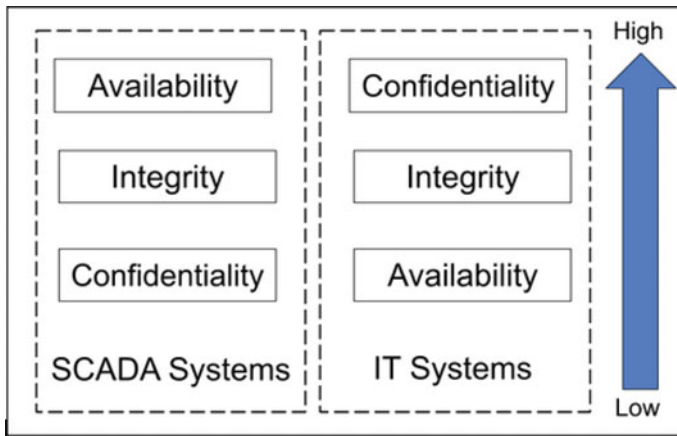 High
Availability
Confidentiality
Integrity
Integrity
Confidentiality
Availability
SCADA Systems
IT Systems
Low